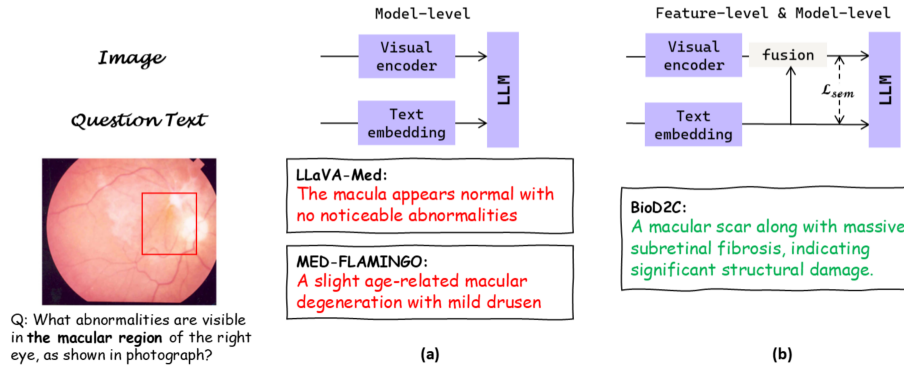 Image
Question Text
Q: What abnormalities are visible
in the macular region of the right
eye, as shown in photograph?
Model-level
Visual
encoder
Text
embedding
LLM
LLaVA-Med:
The macula appears normal with
no noticeable abnormalities
MED-FLAMINGO:
A slight age-related macular
degeneration with mild drusen
(a)
Feature-level & Model-level
Visual
encoder
fusion
Text
embedding
ℒsem
LLM
BioD2C:
A macular scar along with massive
subretinal fibrosis, indicating
significant structural damage.
(b)